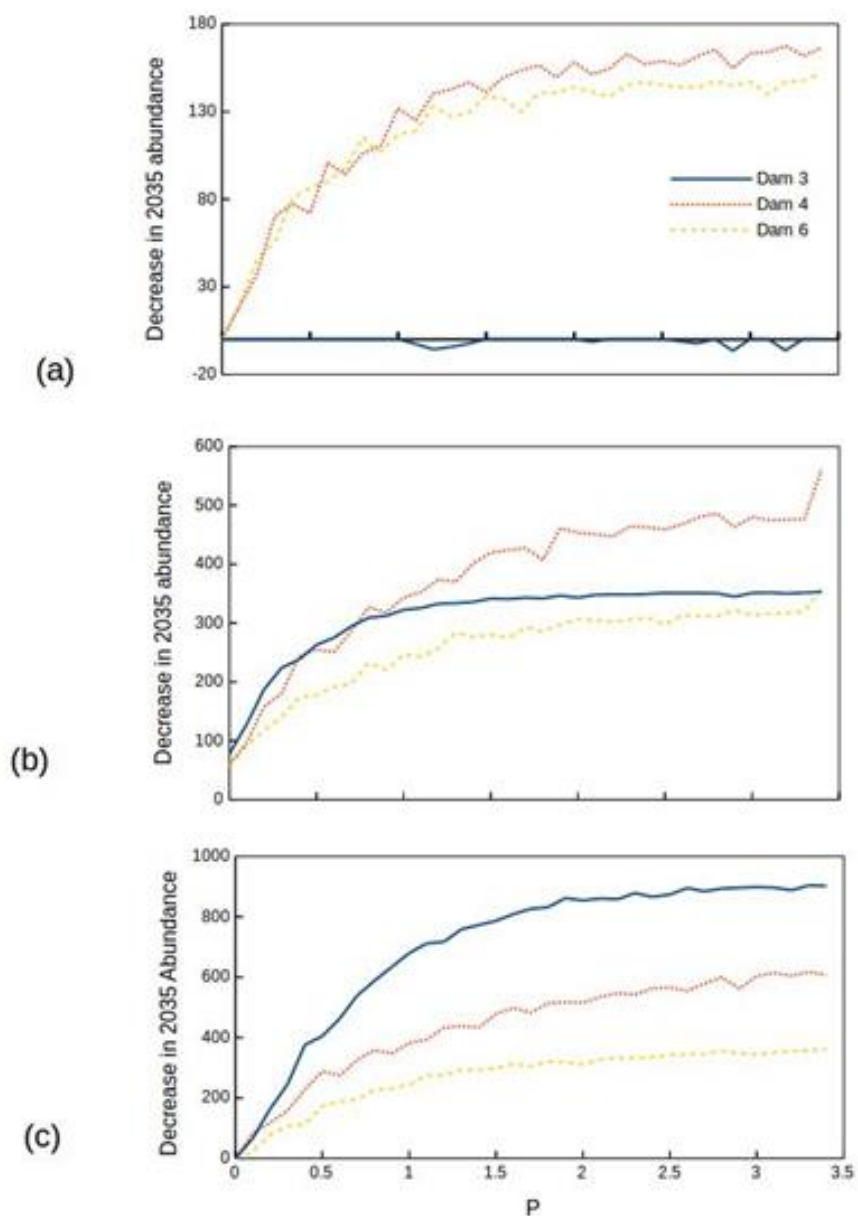 180
130
80
30
-20
Decrease in 2035 abundance
Dam 3
Dam 4
Dam 6
(a)
600
500
400
300
200
100
0
Decrease in 2035 abundance
(b)
1000
800
600
400
200
0
Decrease in 2035 Abundance
(c)
0 0.5 1 1.5 2 2.5 3 3.5
P